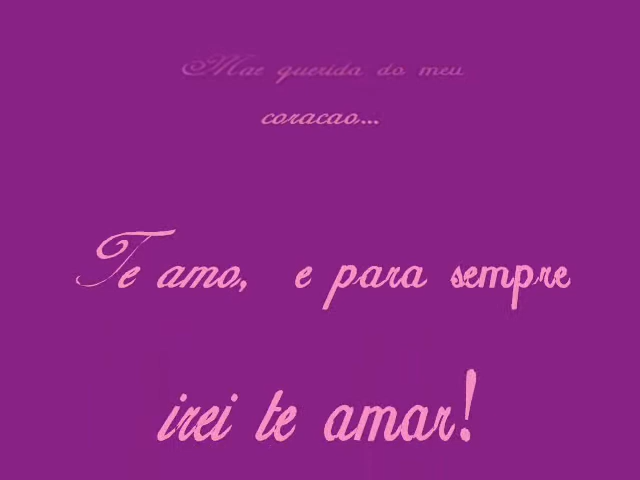 Mae querida do meu
coracao...
Te amo, e para sempre
irei te amar!